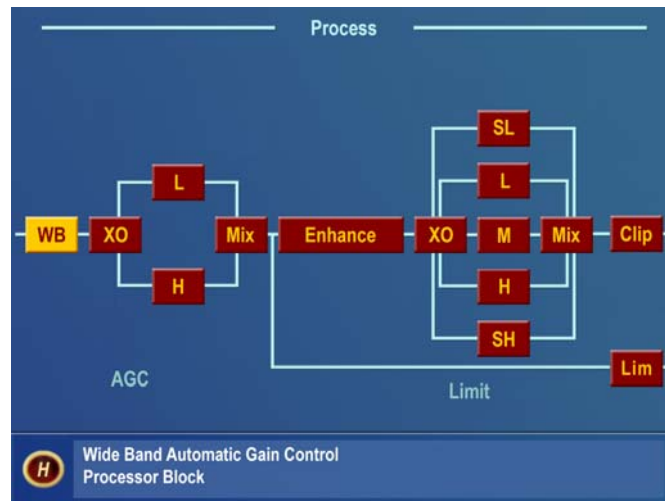 Process
SL
L
L
WB XO Mix Enhance XO M Mix Clip
H
H
SH
Lim
AGC
Limit
H
Wide Band Automatic Gain Control
Processor Block